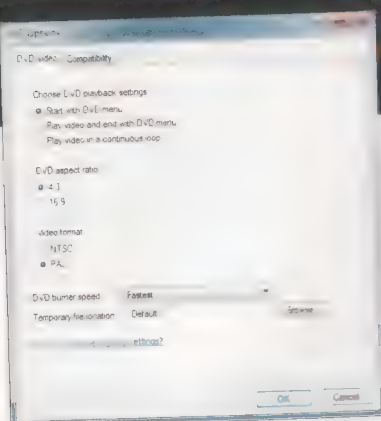 DVD video Compatibility
Choose DVD playback settings
Start with DVD menu
Play video and end with DVD menu
Play video in a continuous loop
DVD aspect ratio
4:3
16:9
Video format
NTSC
PAL
DVD burner speed Fastest
Temporary file location Default Browse
settings?
OK Cancel